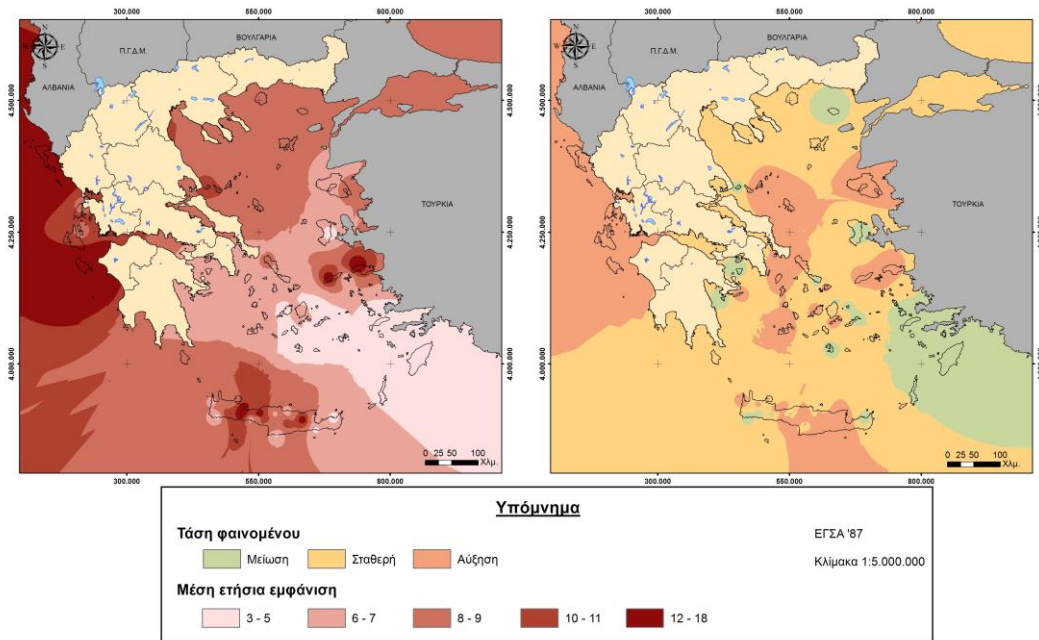 300.000 550.000 800.000
300.000 550.000 800.000
N
W E
S
Π.Γ.Δ.Μ.
ΒΟΥΛΓΑΡΙΑ
ΑΛΒΑΝΙΑ
ΤΟΥΡΚΙΑ
4.500.000
4.250.000
4.000.000
0 25 50 100
Χλμ.
N
W E
S
Π.Γ.Δ.Μ.
ΒΟΥΛΓΑΡΙΑ
ΑΛΒΑΝΙΑ
ΤΟΥΡΚΙΑ
4.500.000
4.250.000
4.000.000
0 25 50 100
Χλμ.
300.000 550.000 800.000
300.000 550.000 800.000
Υπόμνημα
Τάση φαινομένου
Μείωση Σταθερή Αύξηση
ΕΓΣΑ '87
Κλίμακα 1:5.000.000
Μέση ετήσια εμφάνιση
3 - 5 6 - 7 8 - 9 10 - 11 12 - 18